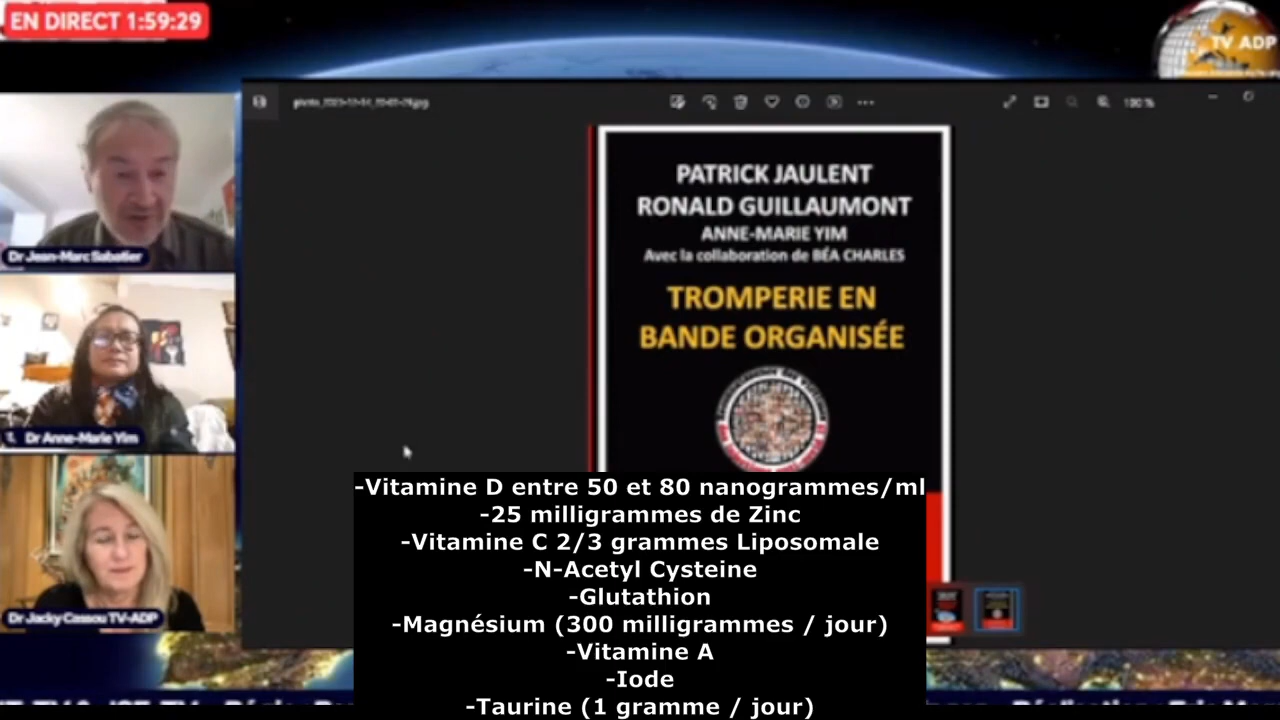 EN DIRECT 1:59:29
TV ADP
100 %
PATRICK JAULENT
RONALD GUILLAUMONT
ANNE-MARIE YIM
Avec la collaboration de BÉA CHARLES
TROMPERIE EN
BANDE ORGANISÉE
Dr Jean-Marc Sabatier
Dr Anne-Marie Yim
Dr Jacky Cassou TV-ADP
-Vitamine D entre 50 et 80 nanogrammes/ml
-25 milligrammes de Zinc
-Vitamine C 2/3 grammes Liposomale
-N-Acetyl Cysteine
-Glutathion
-Magnésium (300 milligrammes / jour)
-Vitamine A
-Iode
-Taurine (1 gramme / jour)